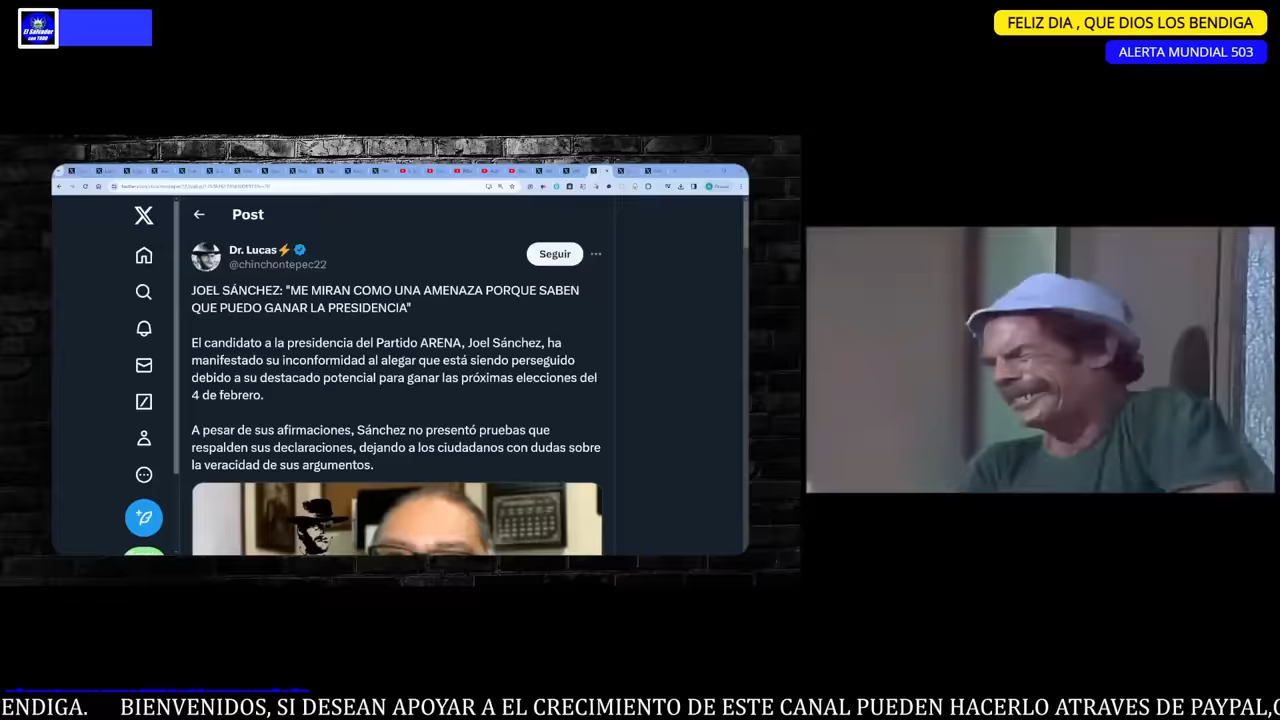 El Salvador
con TODO
FELIZ DIA , QUE DIOS LOS BENDIGA
ALERTA MUNDIAL 503
Post
Dr. Lucas⚡
@chinchontepec22
Seguir
JOEL SÁNCHEZ: "ME MIRAN COMO UNA AMENAZA PORQUE SABEN
QUE PUEDO GANAR LA PRESIDENCIA"
El candidato a la presidencia del Partido ARENA, Joel Sánchez, ha
manifestado su inconformidad al alegar que está siendo perseguido
debido a su destacado potencial para ganar las próximas elecciones del
4 de febrero.
A pesar de sus afirmaciones, Sánchez no presentó pruebas que
respalden sus declaraciones, dejando a los ciudadanos con dudas sobre
la veracidad de sus argumentos.
ENDIGA. BIENVENIDOS, SI DESEAN APOYAR A EL CRECIMIENTO DE ESTE CANAL PUEDEN HACERLO ATRAVES DE PAYPAL,